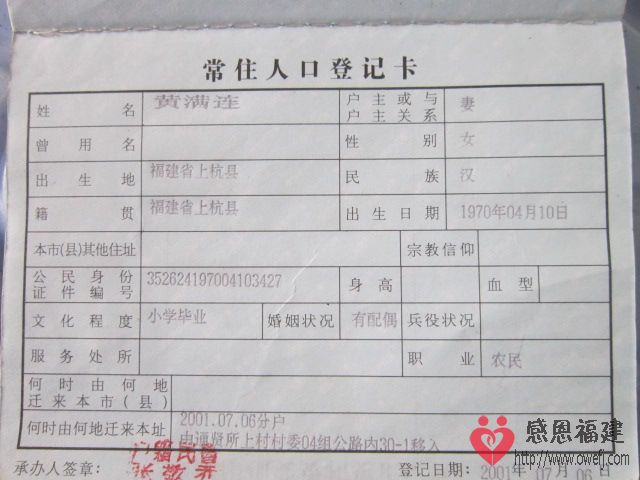 常住人口登记卡
姓名 黄满连 户主或与户主关系 妻
曾用名 性别 女
出生地 福建省上杭县 民族 汉
籍贯 福建省上杭县 出生日期 1970年04月10日
本市(县)其他住址 宗教信仰
公民身份证件编号 352624197004103427 身高 血型
文化程度 小学毕业 婚姻状况 有配偶 兵役状况
服务处所 职业 农民
何时由何地迁来本市(县)
何时由何地迁来本址 2001.07.06分户
由通贤所上村村委04组公路内30-1移入
承办人签章: 登记日期: 2001年07月06日
感恩福建
http://www.owefj.com